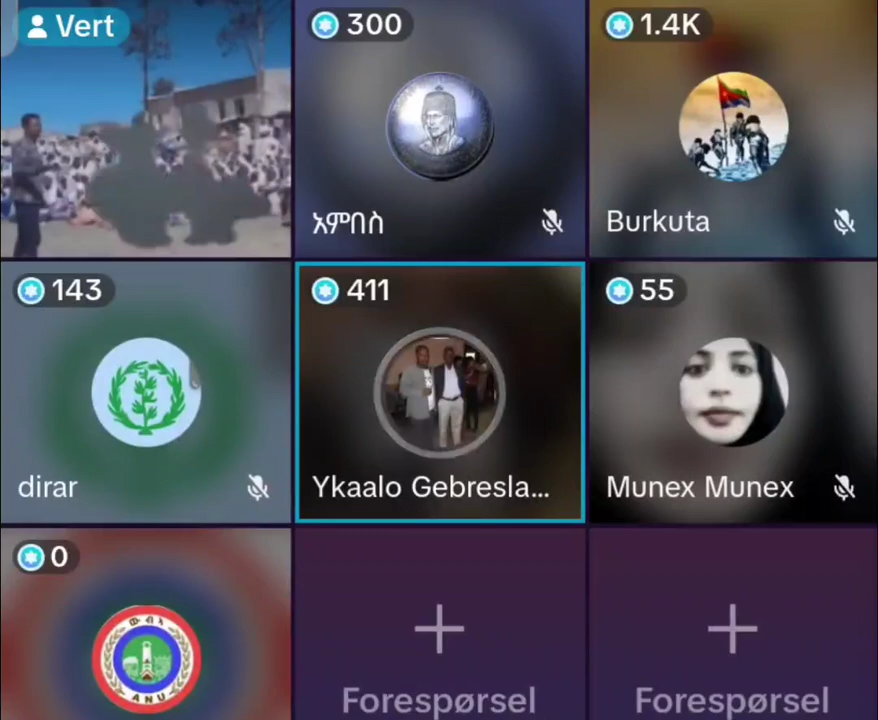 Vert
300
1.4K
አምበስ
Burkuta
143
411
55
dirar
Ykaalo Gebresla...
Munex Munex
0
ANU
Forespørsel
Forespørsel